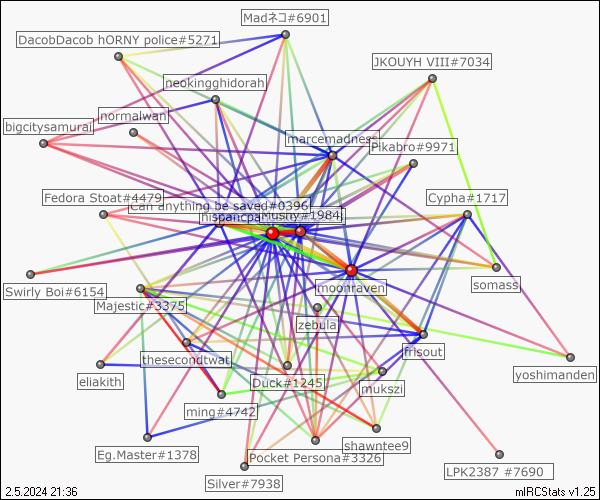 Madネコ#6901
DacobDacob hORNY police#5271
JKOUYH VIII#7034
neokingghidorah
normalwan
bigcitysamurai
marcemadness
Pikabro#9971
Fedora Stoat#4479
Cypha#1717
can anything be saved#0396
hispanicpa
Mushy#1984
Swirly Boi#6154
moonraven
somass
Majestic#3375
zebula
thesecondtwat
frisout
yoshimanden
eliakith
Duck#1245
mukszi
ming#4742
shawntee9
Eg.Master#1378
Pocket Persona#3326
LPK2387 #7690
Silver#7938
2.5.2024 21:36
mIRCStats v1.25